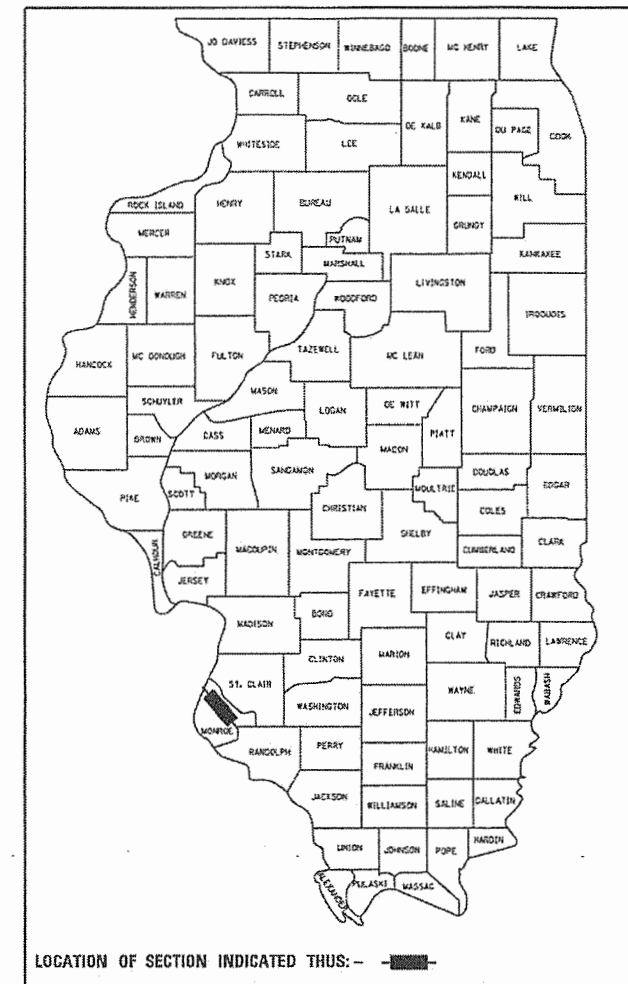 JO DAVIESS STEPHENSON WINNEBAGO BOONE MC HENRY LAKE
CARROLL OGLE DE KALB KANE DU PAGE COOK
WHITESIDE LEE KENDALL WILL
ROCK ISLAND HENRY BUREAU LA SALLE GRUNDY
MERCER PUTNAM KANKAKEE
HENDERSON WARREN KNOX STARK MARSHALL LIVINGSTON
PEORIA WOODFORD IROQUOIS
HANCOCK MC DONOUGH FULTON TAZEWELL MC LEAN FORD
SCHUYLER MASON LOGAN DE WITT CHAMPAIGN VERMILION
ADAMS BROWN CASS MENARD PIATT
MACON
PIKE SCOTT MORGAN SANGAMON MOULTRIE DOUGLAS EDGAR
CHRISTIAN COLES
CALHOUN GREENE MACOUPIN MONTGOMERY SHELBY CUMBERLAND CLARK
JERSEY
FAYETTE EFFINGHAM JASPER CRAWFORD
MADISON BOND
CLAY RICHLAND LAWRENCE
CLINTON MARION
ST. CLAIR WAYNE EDWARDS WABASH
MONROE WASHINGTON JEFFERSON
RANDOLPH PERRY HAMILTON WHITE
FRANKLIN
JACKSON WILLIAMSON SALINE GALLATIN
UNION JOHNSON POPE HARDIN
ALEXANDER PULASKI MASSAC
LOCATION OF SECTION INDICATED THUS:-